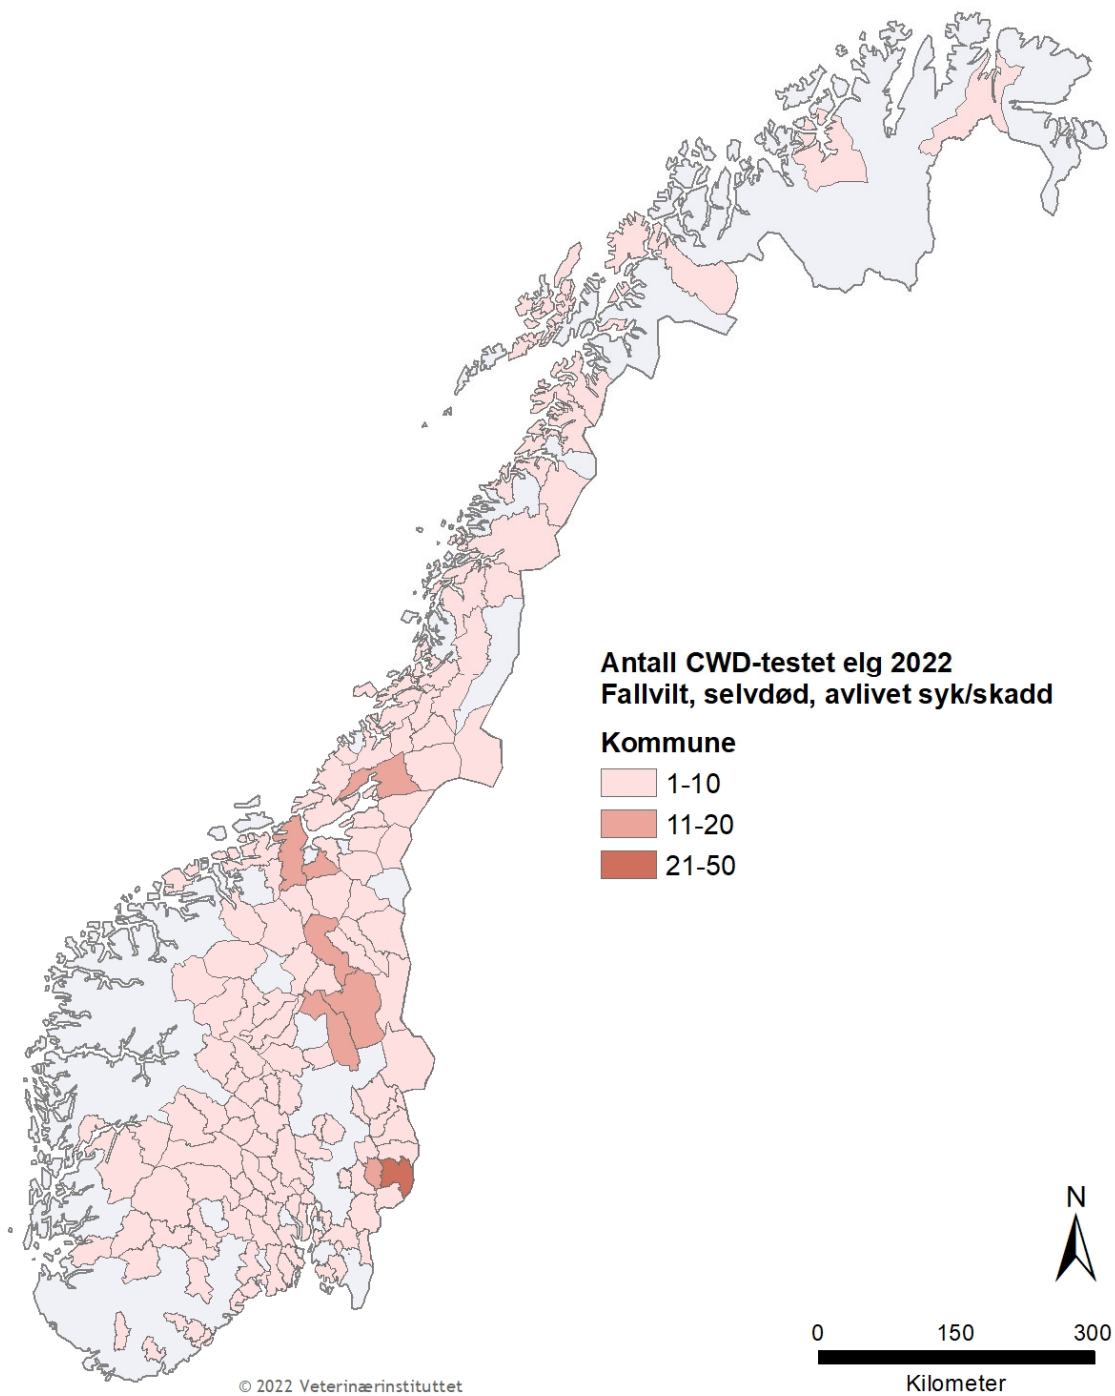 Antall CWD-testet elg 2022
Fallvilt, selvdød, avlivet syk/skadd
Kommune
1-10
11-20
21-50
N
0 150 300
Kilometer
© 2022 Veterinærinstituttet